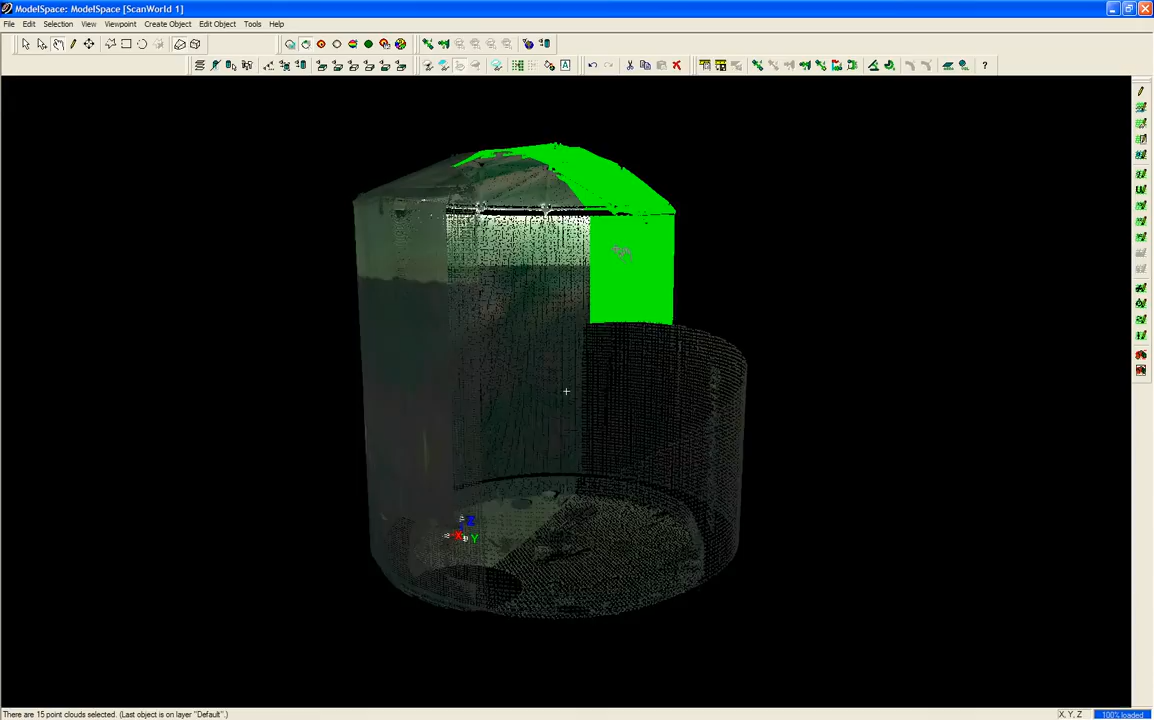 ModelSpace: ModelSpace [ScanWorld 1]
File Edit Selection View Viewpoint Create Object Edit Object Tools Help
Z
X Y
There are 15 point clouds selected. (Last object is on layer "Default".)
X, Y, Z 100% loaded